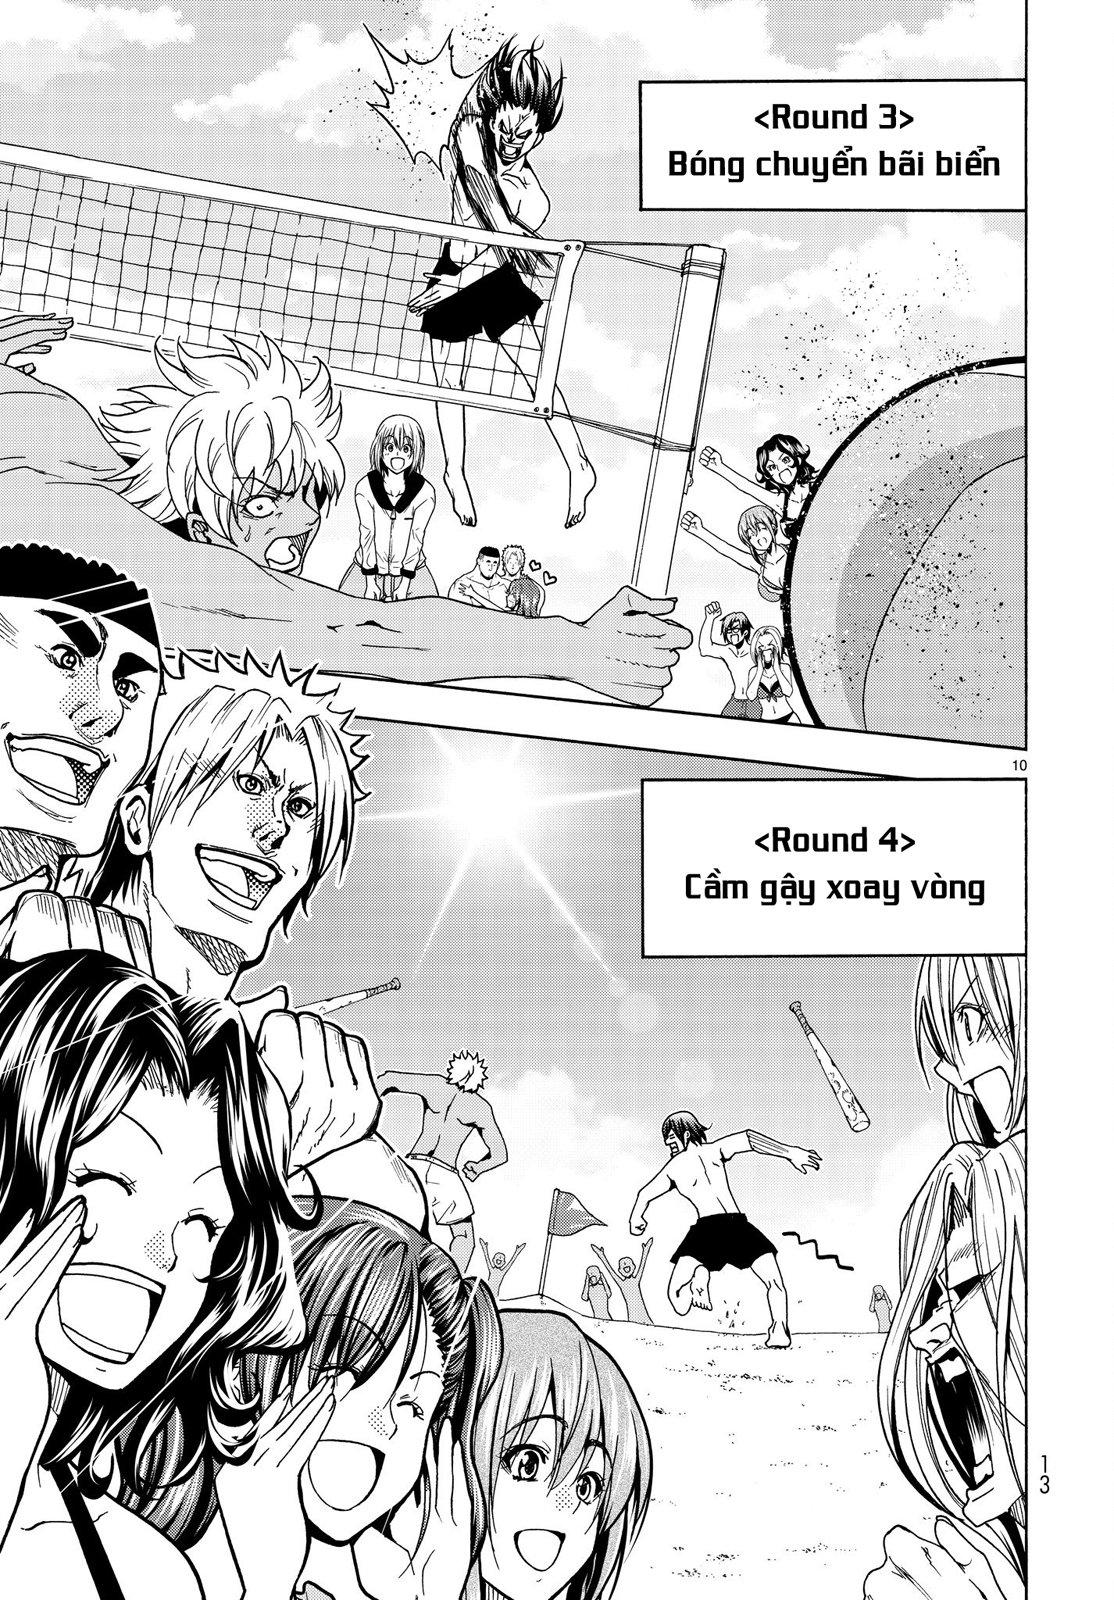 <Round 3>
Bóng chuyển bãi biển
10
<Round 4>
Cầm gậy xoay vòng
13